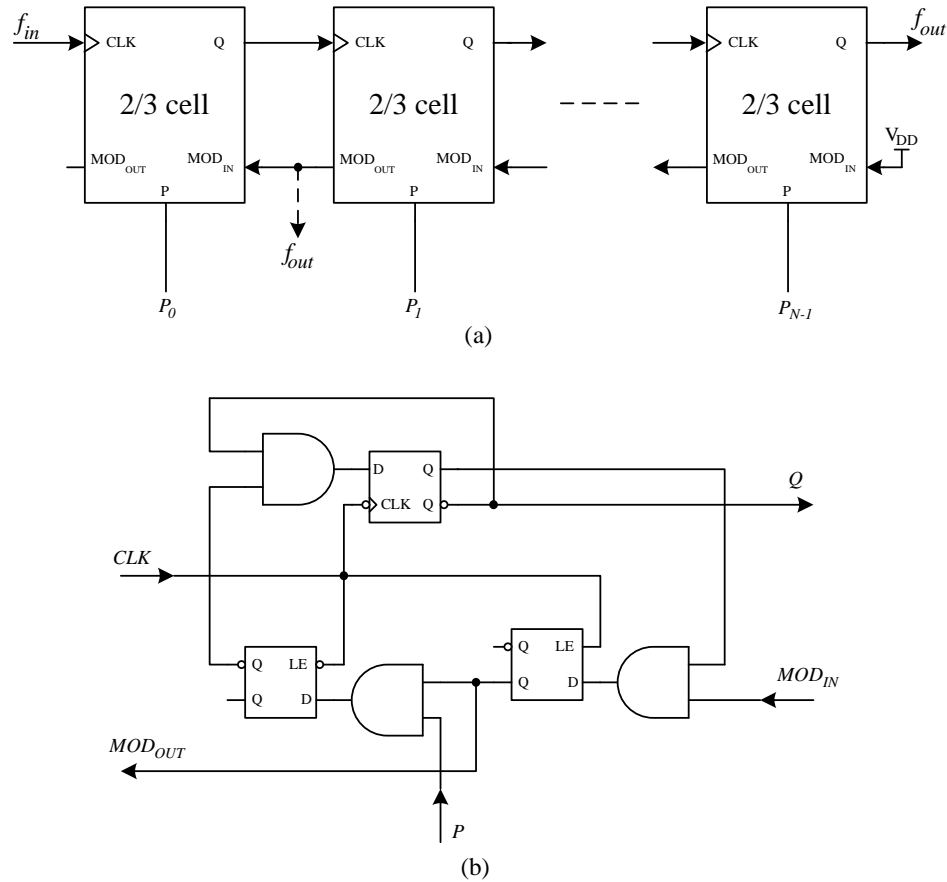 f_in
CLK Q
2/3 cell
MOD_OUT MOD_IN
P
P_0
CLK Q
2/3 cell
MOD_OUT MOD_IN
P
P_1
f_out
CLK Q
2/3 cell
MOD_OUT MOD_IN
P
P_N-1
f_out
V_DD
(a)
D Q
CLK Q
Q
CLK
Q LE
Q D
Q LE
Q D
MOD_IN
MOD_OUT
P
(b)